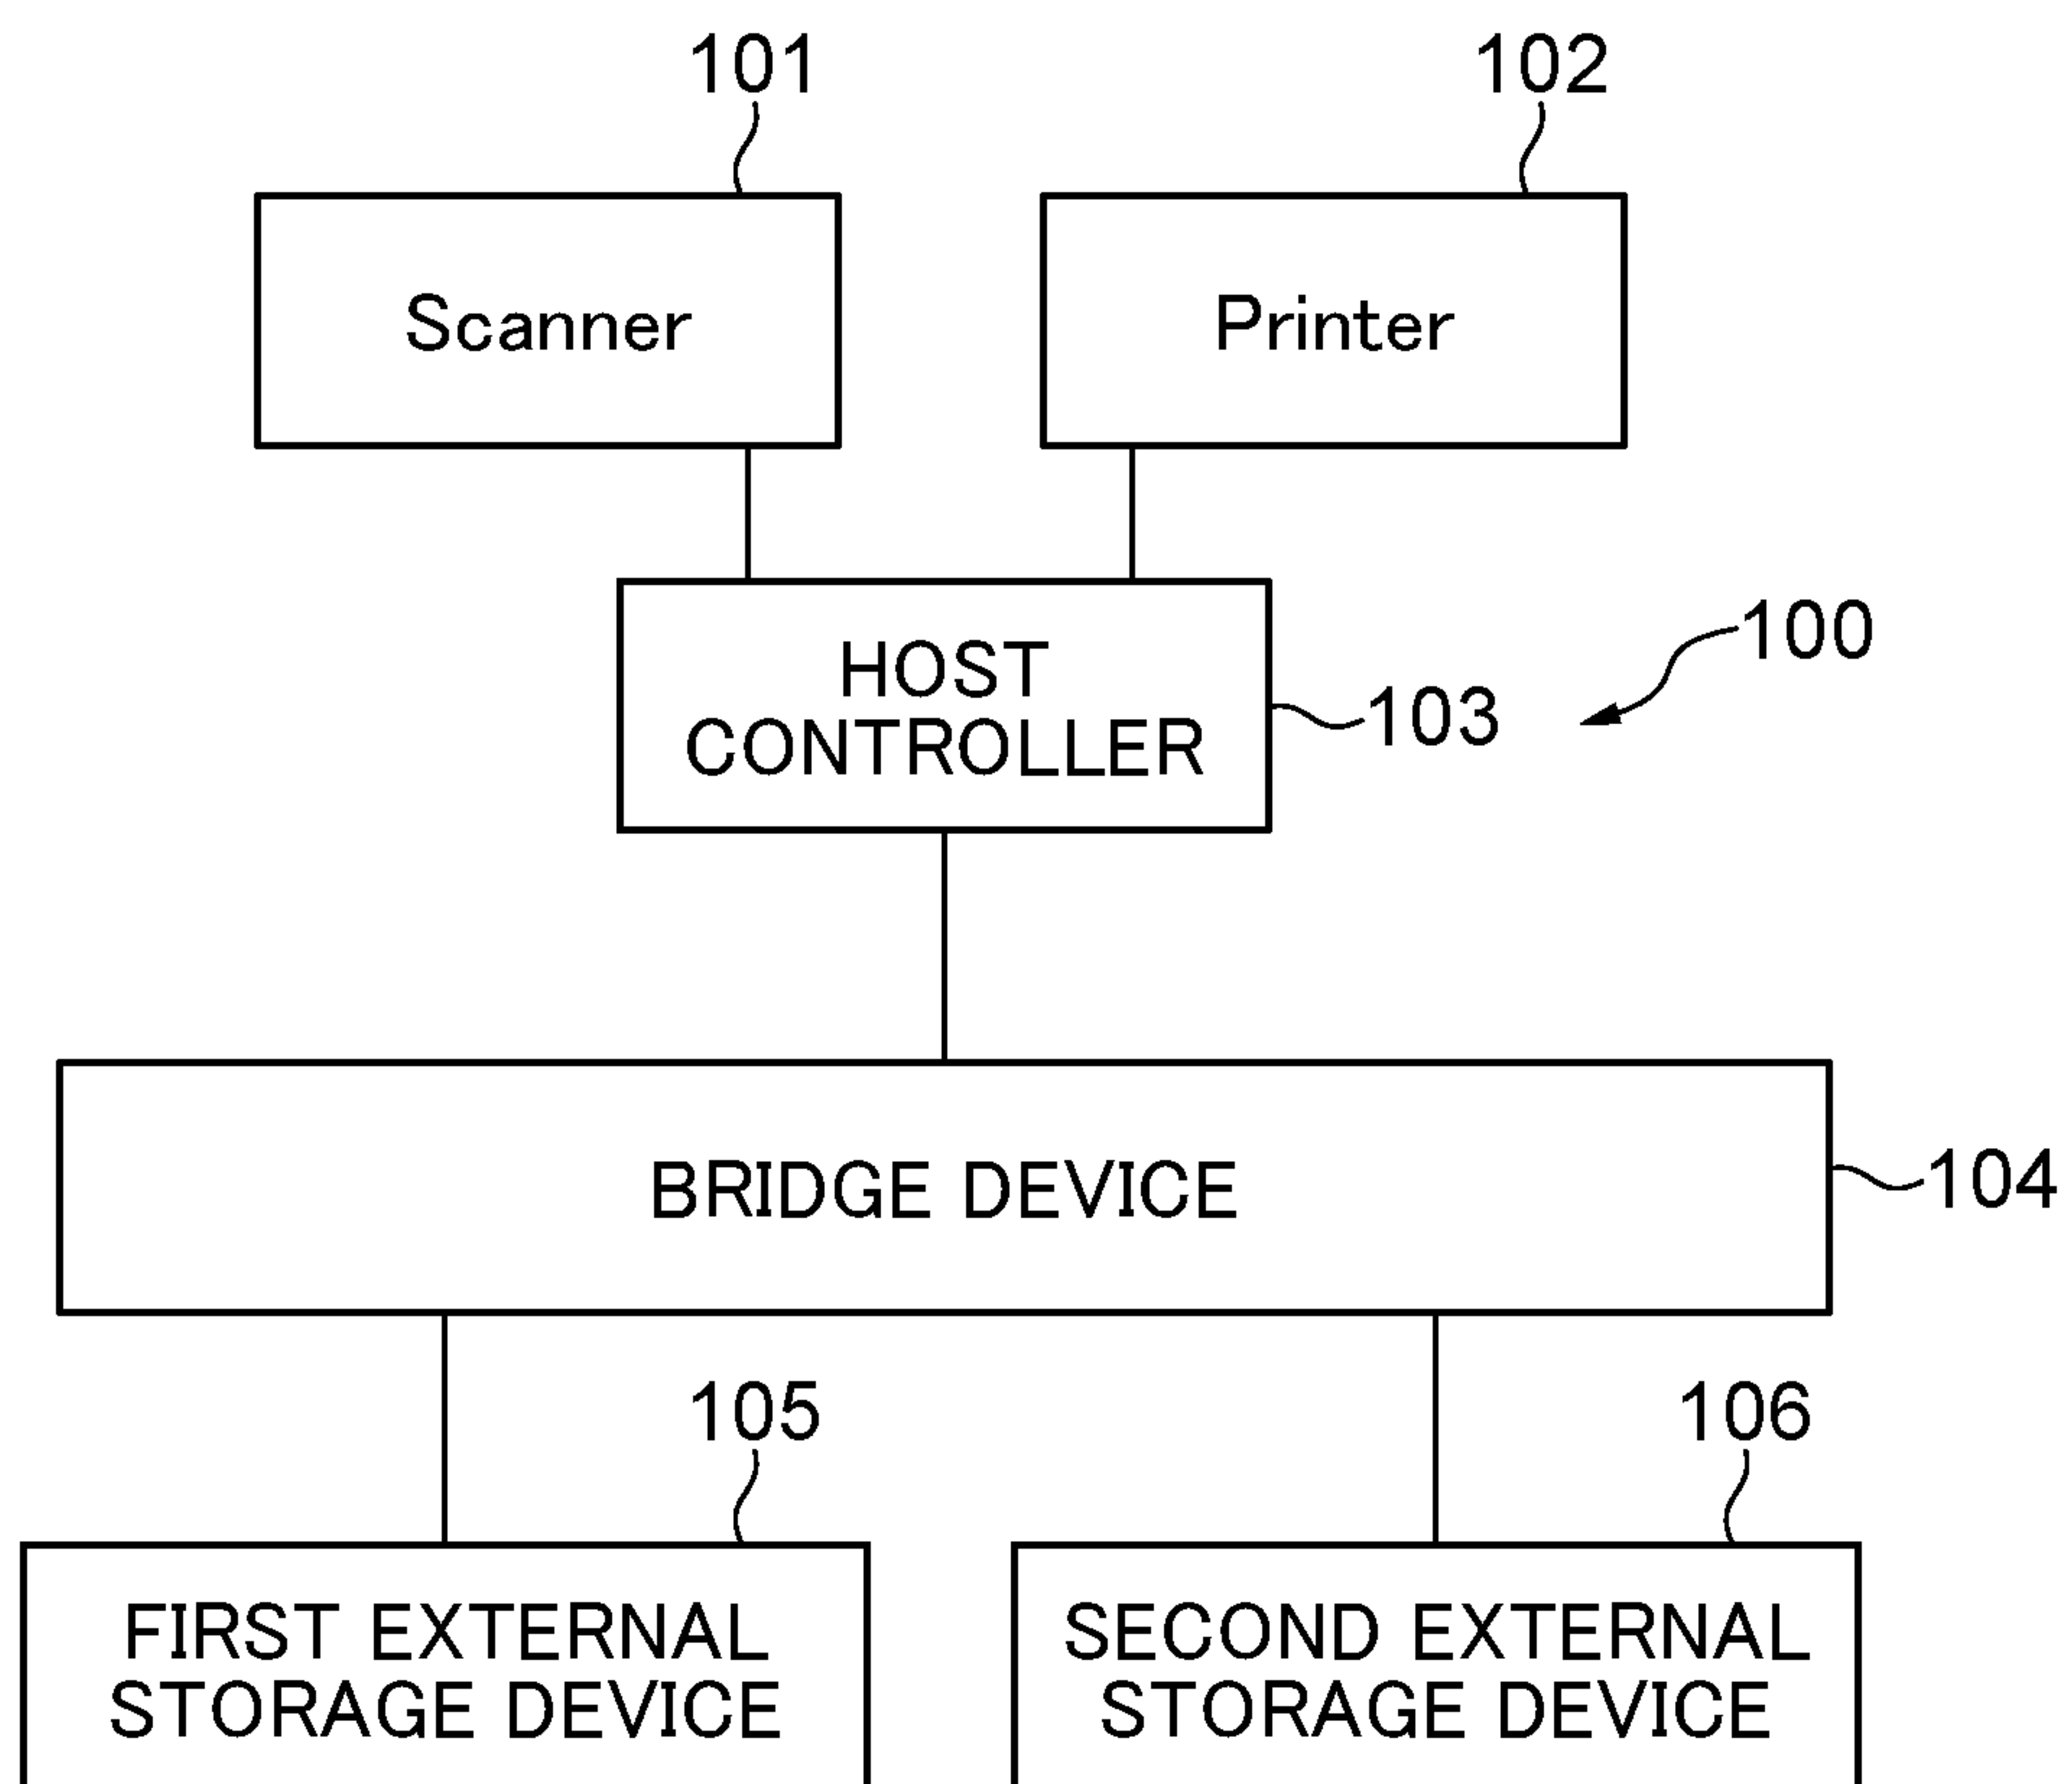 101
102
Scanner
Printer
HOST
CONTROLLER
103
100
BRIDGE DEVICE
104
105
106
FIRST EXTERNAL
STORAGE DEVICE
SECOND EXTERNAL
STORAGE DEVICE